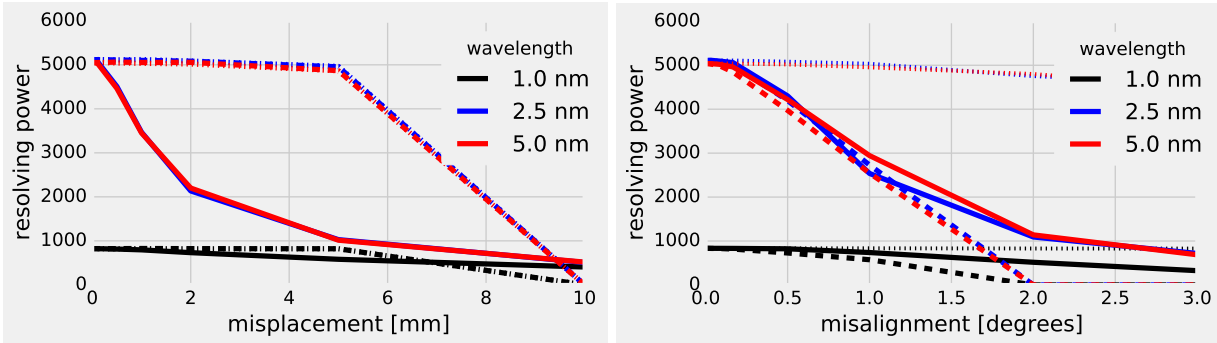 6000
5000
4000
3000
2000
1000
0
resolving power
0 2 4 6 8 10
misplacement [mm]
wavelength
1.0 nm
2.5 nm
5.0 nm
6000
5000
4000
3000
2000
1000
0
resolving power
0.0 0.5 1.0 1.5 2.0 2.5 3.0
misalignment [degrees]
wavelength
1.0 nm
2.5 nm
5.0 nm